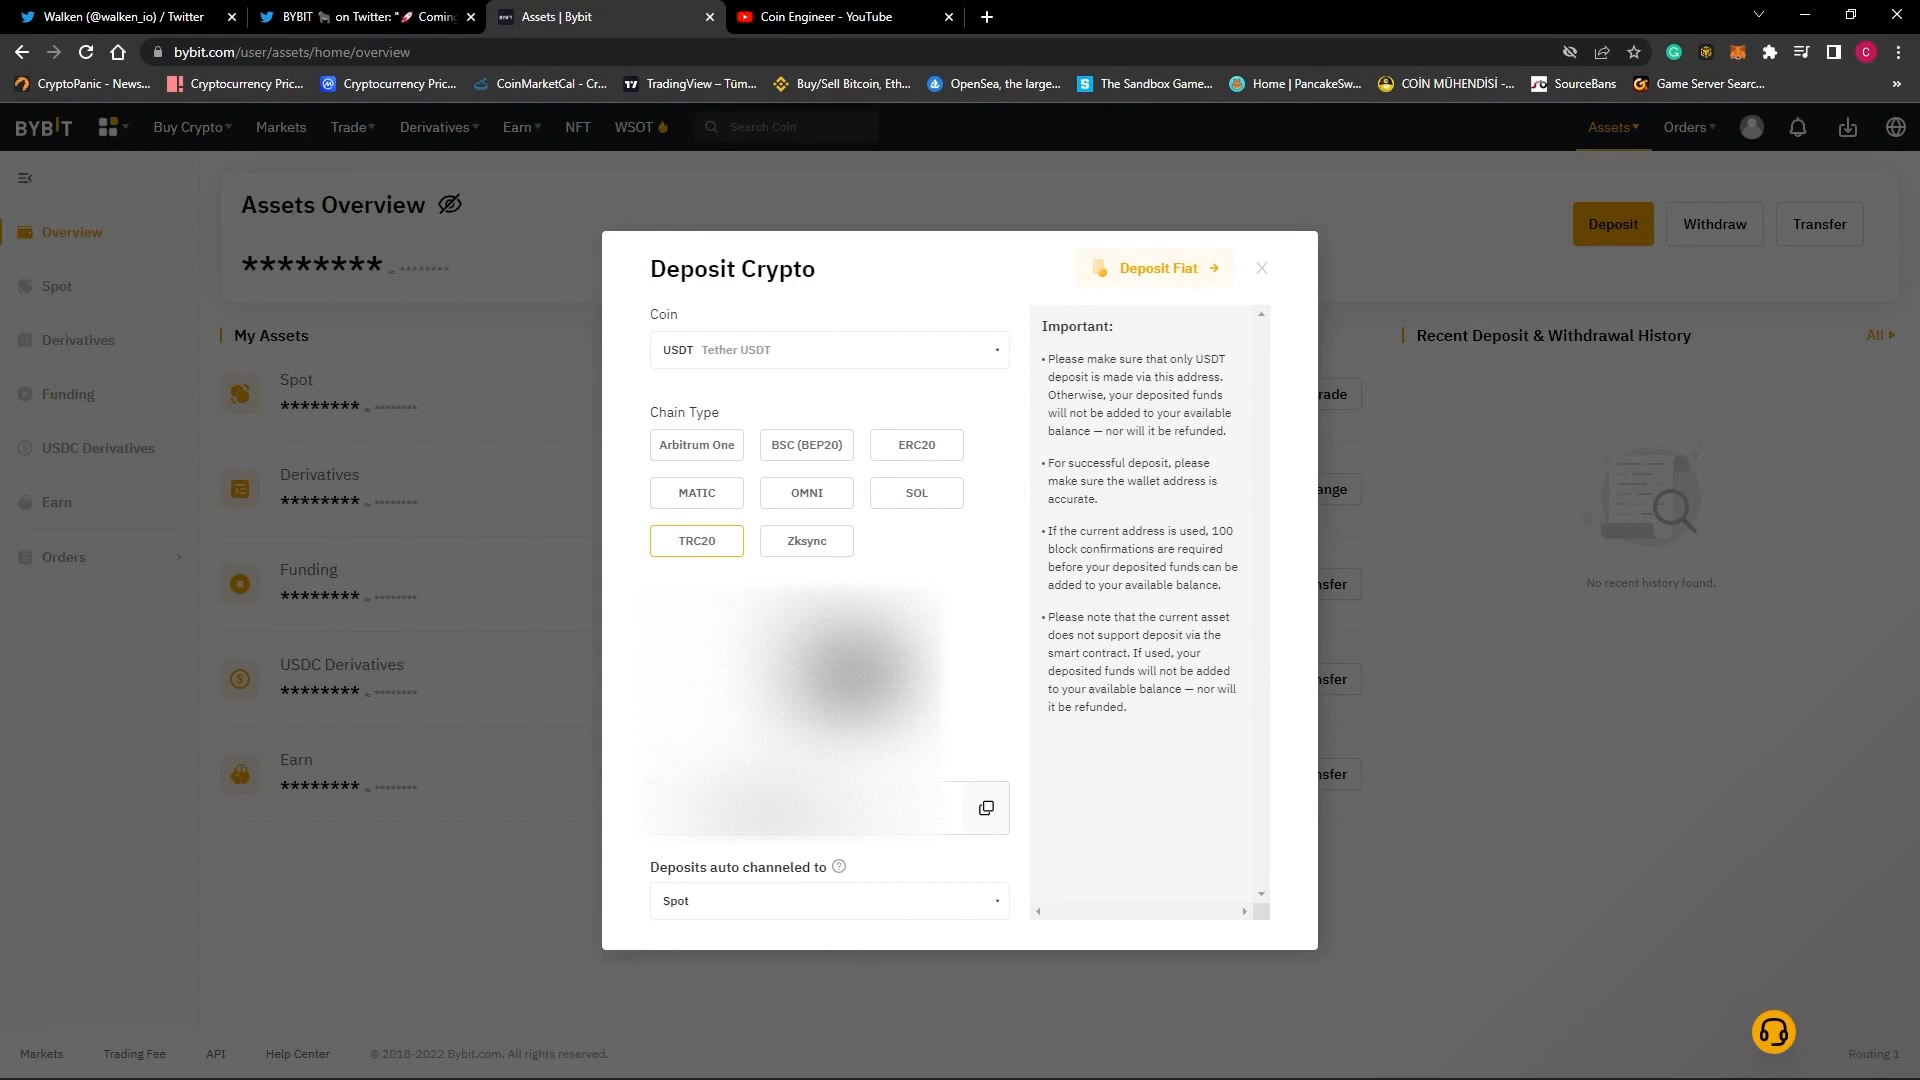 Walken (@walken_io) / Twitter
BYBIT 🐂 on Twitter: "🚀 Coming
Assets | Bybit
Coin Engineer - YouTube
bybit.com/user/assets/home/overview
CryptoPanic - News...
Cryptocurrency Pric...
Cryptocurrency Pric...
CoinMarketCal - Cr...
TradingView – Tüm...
Buy/Sell Bitcoin, Eth...
OpenSea, the large...
The Sandbox Game...
Home | PancakeSw...
COİN MÜHENDİSİ -...
SourceBans
Game Server Searc...
»
BYBIT
Buy Crypto
Markets
Trade
Derivatives
Earn
NFT
WSOT
Search Coin
Assets
Orders
Overview
Spot
Derivatives
Funding
USDC Derivatives
Earn
Orders
Assets Overview
******** ≈ ********
Deposit
Withdraw
Transfer
My Assets
Spot
******** ≈ ********
Derivatives
******** ≈ ********
Funding
******** ≈ ********
USDC Derivatives
******** ≈ ********
Earn
******** ≈ ********
Deposit Crypto
Deposit Fiat →
Coin
USDT Tether USDT
Chain Type
Arbitrum One
BSC (BEP20)
ERC20
MATIC
OMNI
SOL
TRC20
Zksync
Deposits auto channeled to
Spot
Important:
• Please make sure that only USDT
deposit is made via this address.
Otherwise, your deposited funds
will not be added to your available
balance — nor will it be refunded.
• For successful deposit, please
make sure the wallet address is
accurate.
• If the current address is used, 100
block confirmations are required
before your deposited funds can be
added to your available balance.
• Please note that the current asset
does not support deposit via the
smart contract. If used, your
deposited funds will not be added
to your available balance — nor will
it be refunded.
rade
ange
nsfer
nsfer
nsfer
Recent Deposit & Withdrawal History
All
No recent history found.
Markets
Trading Fee
API
Help Center
© 2018-2022 Bybit.com. All rights reserved.
Routing 1